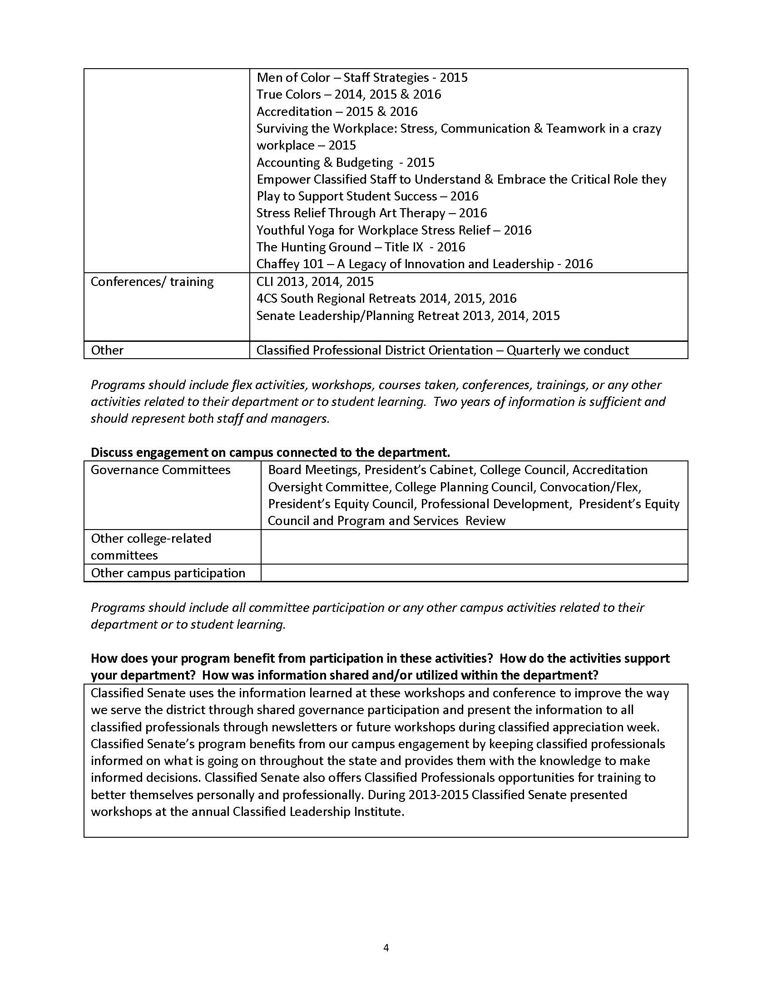 Men of Color – Staff Strategies - 2015
True Colors – 2014, 2015 & 2016
Accreditation – 2015 & 2016
Surviving the Workplace: Stress, Communication & Teamwork in a crazy
workplace – 2015
Accounting & Budgeting  - 2015
Empower Classified Staff to Understand & Embrace the Critical Role they
Play to Support Student Success – 2016
Stress Relief Through Art Therapy – 2016
Youthful Yoga for Workplace Stress Relief – 2016
The Hunting Ground – Title IX  - 2016
Chaffey 101 – A Legacy of Innovation and Leadership - 2016
Conferences/ training
CLI 2013, 2014, 2015
4CS South Regional Retreats 2014, 2015, 2016
Senate Leadership/Planning Retreat 2013, 2014, 2015
Other
Classified Professional District Orientation – Quarterly we conduct
Programs should include flex activities, workshops, courses taken, conferences, trainings, or any other
activities related to their department or to student learning.  Two years of information is sufficient and
should represent both staff and managers.
Discuss engagement on campus connected to the department.
Governance Committees
Board Meetings, President’s Cabinet, College Council, Accreditation
Oversight Committee, College Planning Council, Convocation/Flex,
President’s Equity Council, Professional Development,  President’s Equity
Council and Program and Services  Review
Other college-related
committees
Other campus participation
Programs should include all committee participation or any other campus activities related to their
department or to student learning.
How does your program benefit from participation in these activities?  How do the activities support
your department?  How was information shared and/or utilized within the department?
Classified Senate uses the information learned at these workshops and conference to improve the way
we serve the district through shared governance participation and present the information to all
classified professionals through newsletters or future workshops during classified appreciation week.
Classified Senate’s program benefits from our campus engagement by keeping classified professionals
informed on what is going on throughout the state and provides them with the knowledge to make
informed decisions. Classified Senate also offers Classified Professionals opportunities for training to
better themselves personally and professionally. During 2013-2015 Classified Senate presented
workshops at the annual Classified Leadership Institute.
4